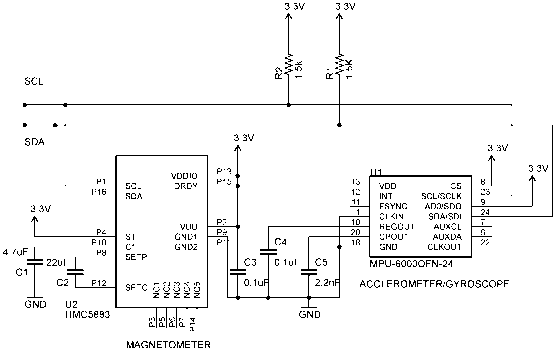 3.3V
3.3V
R2
1.5k
R1
1.5K
SCL
SDA
3.3V
3.3V
3.3V
3.3V
P1
P16
SCL
SDA
VDDIO
DRDY
P13
P15
P4
P10
P8
ST
C1
SETP
VDD
GND1
GND2
P9
P11
4.7uF
C1
22uF
C2
P12
SETC
NC1
NC2
NC3
NC4
NC5
P3
P5
P6
P7
P14
GND
U2
MAGNETOMETER
C3
0.1uF
C4
0.1uF
C5
2.2nF
GND
U1
13
12
11
1
10
20
18
VDD
INT
FSYNC
CLKIN
REGOUT
CPOUT
GND
CS
SCL/SCLK
AD0/SDO
SDA/SDI
AUXCL
AUXDA
CLKOUT
8
23
9
24
7
6
22
MPU-6000QFN-24
ACCLEROMETER/GYROSCOPE